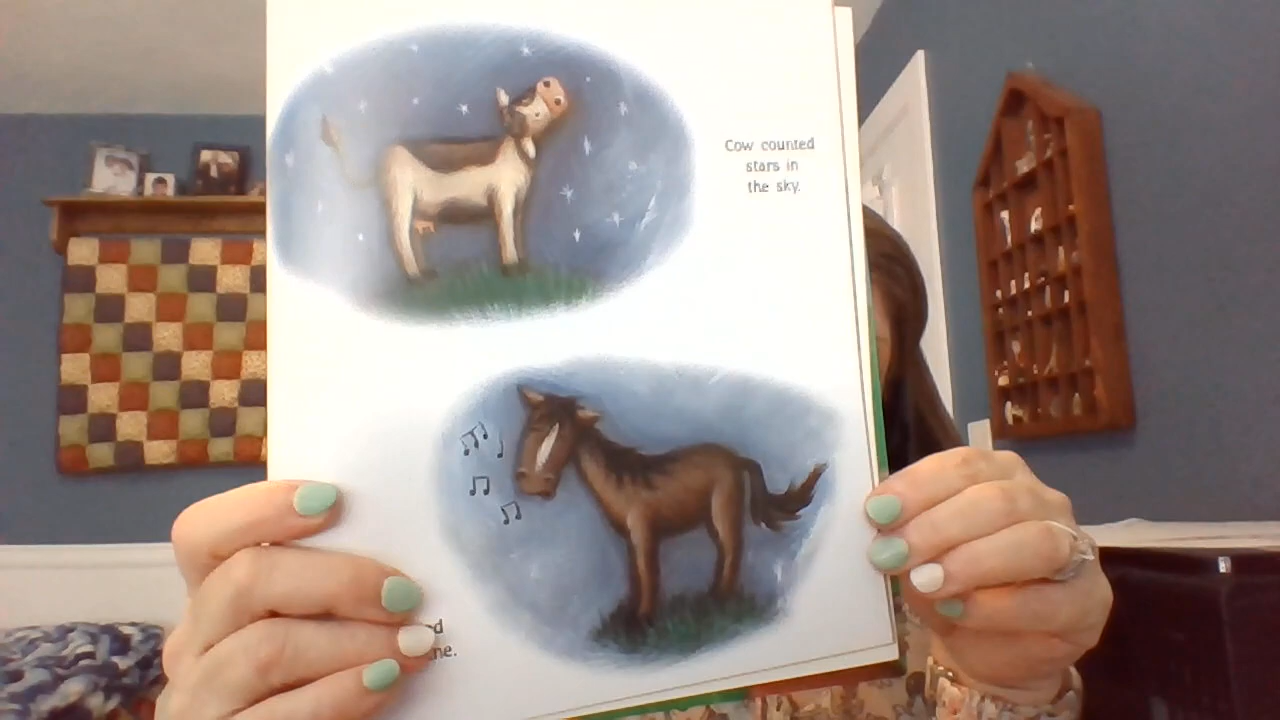 Cow counted
stars in
the sky.